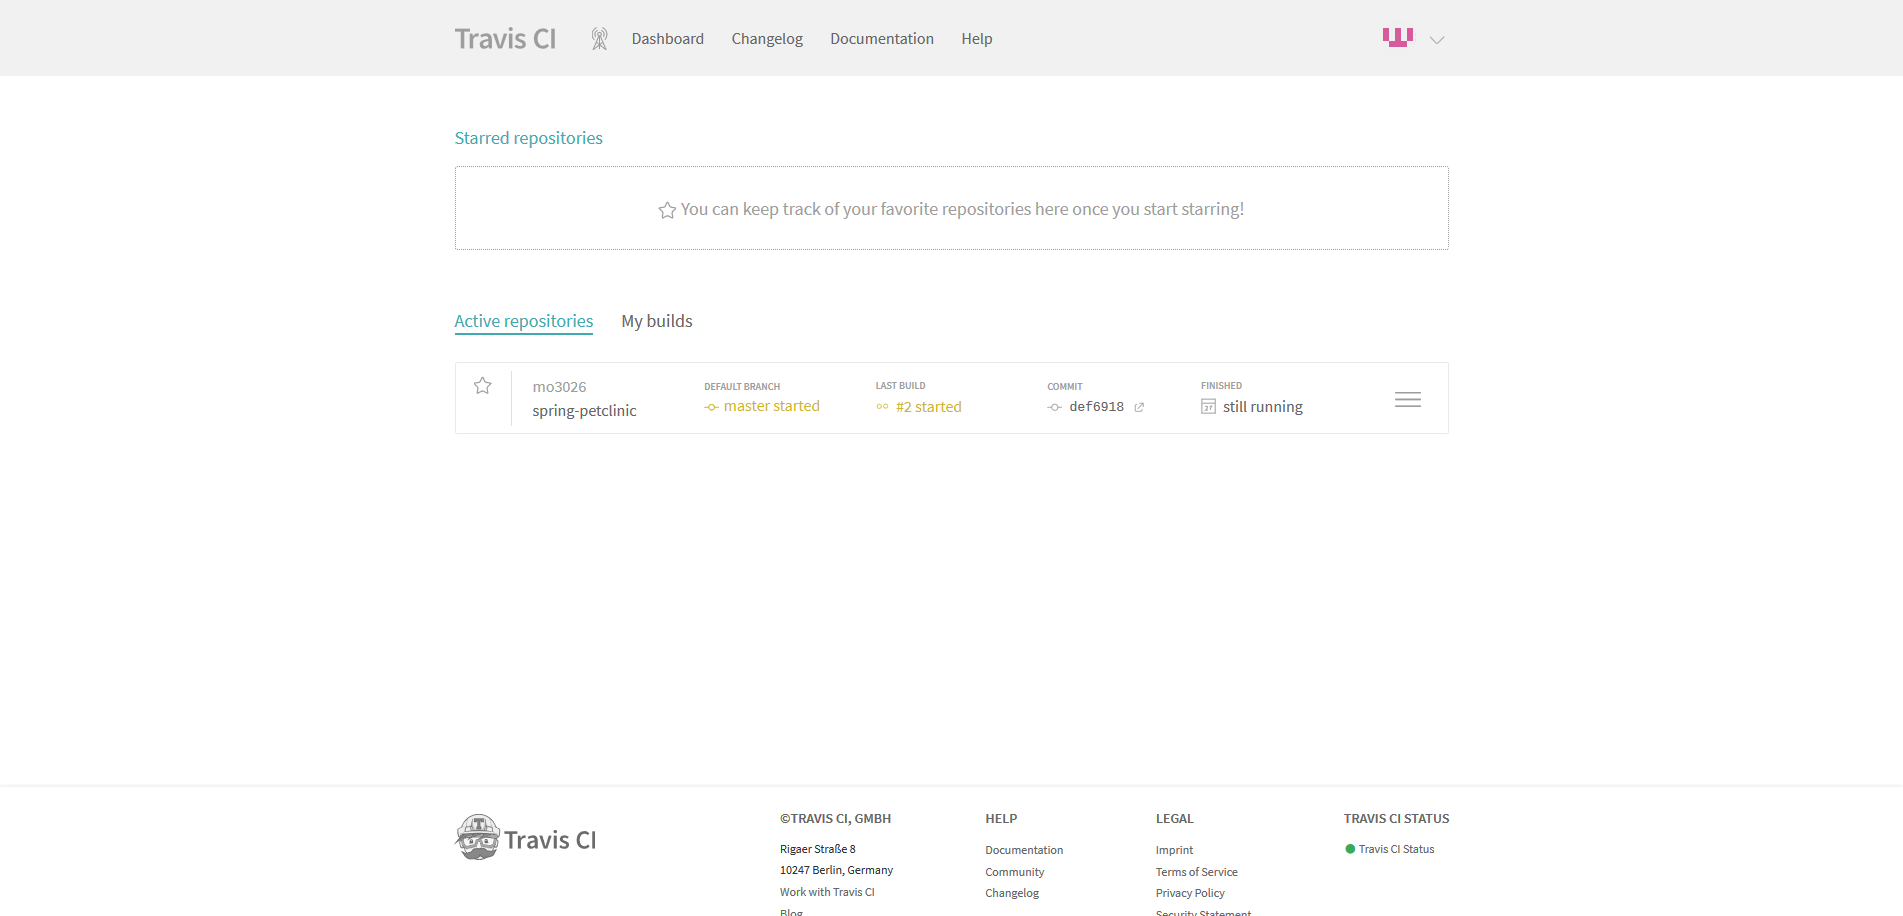 Travis CI Dashboard Changelog Documentation Help
Starred repositories
You can keep track of your favorite repositories here once you start starring!
Active repositories My builds
mo3026 DEFAULT BRANCH LAST BUILD COMMIT FINISHED
spring-petclinic master started #2 started def6918 27 still running
Travis CI
©TRAVIS CI, GMBH
Rigaer Straße 8
10247 Berlin, Germany
Work with Travis CI
Blog
HELP
Documentation
Community
Changelog
LEGAL
Imprint
Terms of Service
Privacy Policy
Security Statement
TRAVIS CI STATUS
Travis CI Status